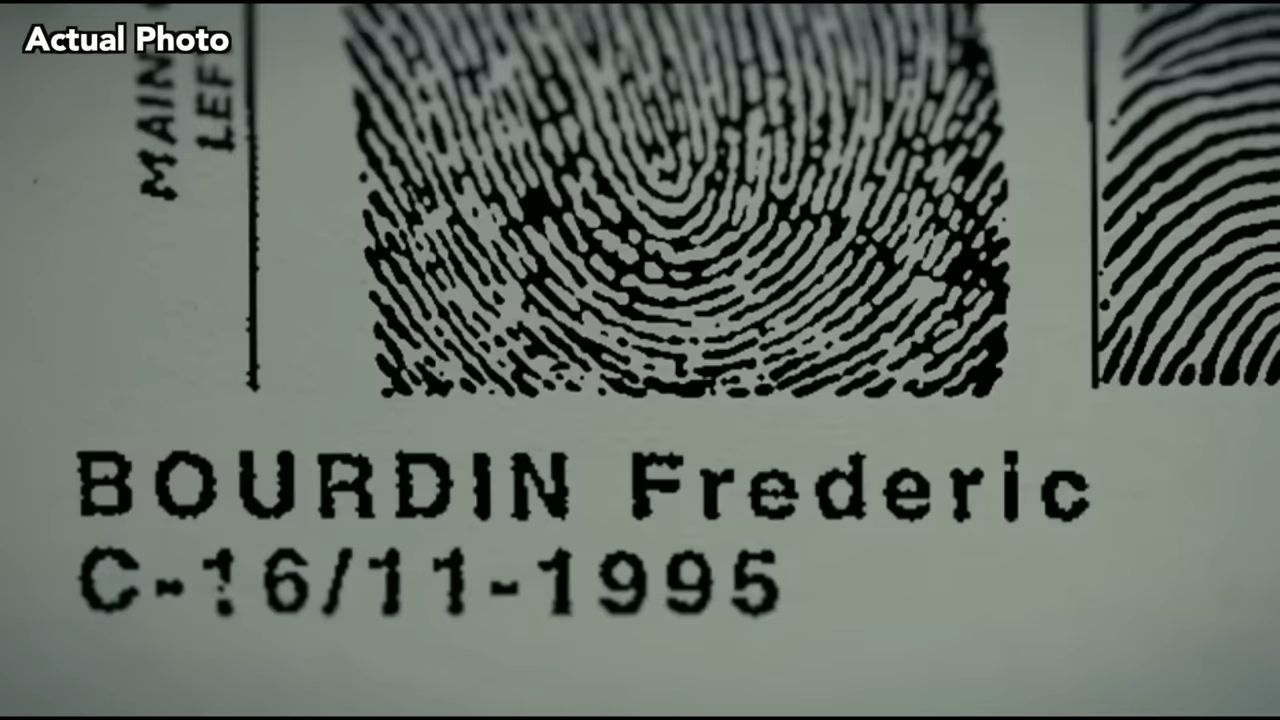 Actual Photo
MAIN
LEF
BOURDIN Frederic
C-16/11-1995